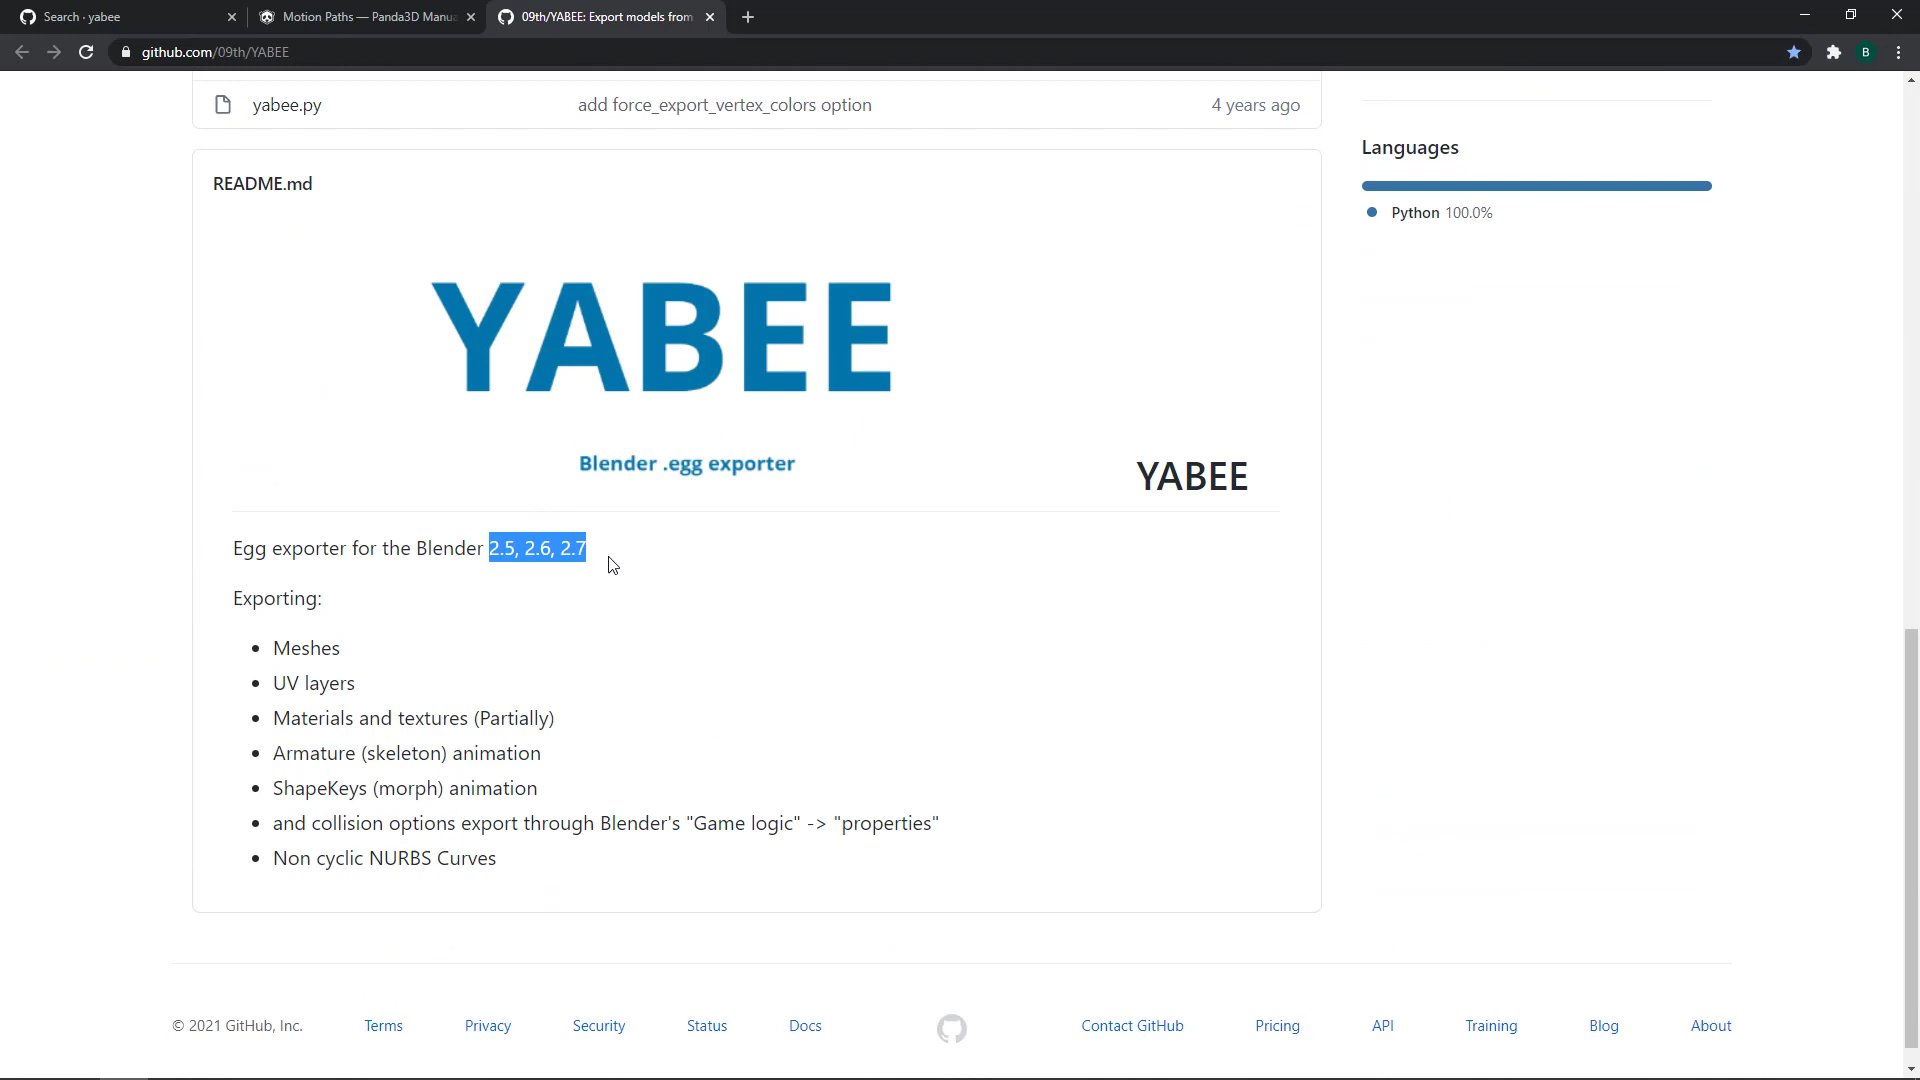 Search · yabee
Motion Paths — Panda3D Manua
09th/YABEE: Export models from
github.com/09th/YABEE
B
yabee.py
add force_export_vertex_colors option
4 years ago
README.md
Languages
Python 100.0%
YABEE
Blender .egg exporter
YABEE
Egg exporter for the Blender 2.5, 2.6, 2.7
Exporting:
• Meshes
• UV layers
• Materials and textures (Partially)
• Armature (skeleton) animation
• ShapeKeys (morph) animation
• and collision options export through Blender's "Game logic" -> "properties"
• Non cyclic NURBS Curves
© 2021 GitHub, Inc.
Terms
Privacy
Security
Status
Docs
Contact GitHub
Pricing
API
Training
Blog
About